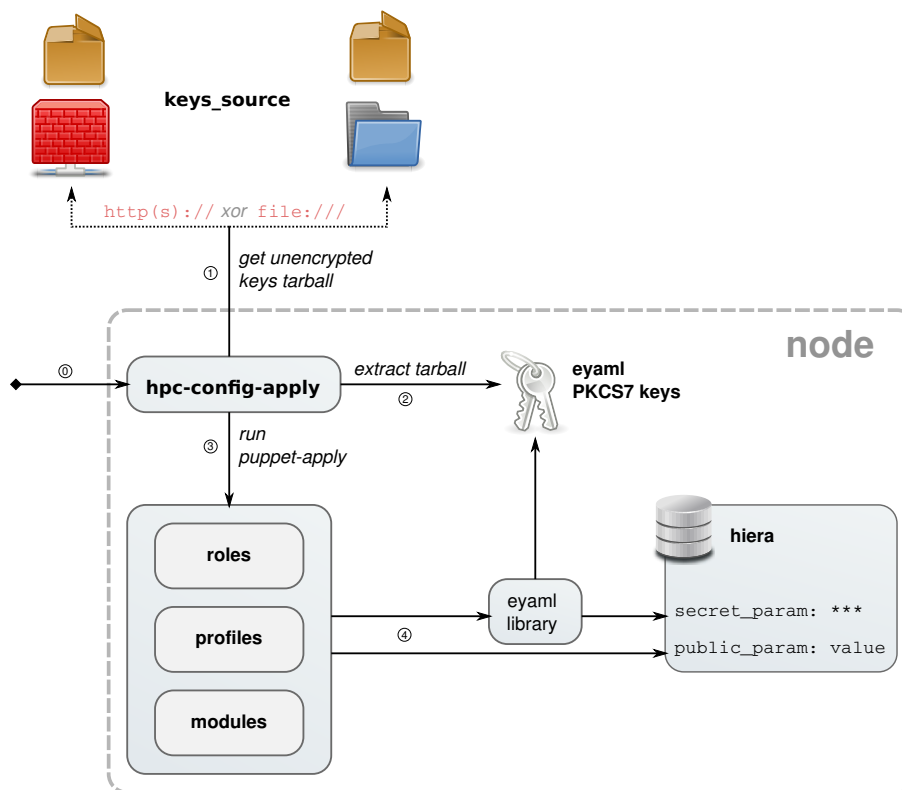 keys_source
http(s):// xor file:///
① get unencrypted
keys tarball
node
⓪
hpc-config-apply
extract tarball
②
eyaml
PKCS7 keys
③
run
puppet-apply
roles
profiles
modules
④
eyaml
library
hiera
secret_param: ***
public_param: value